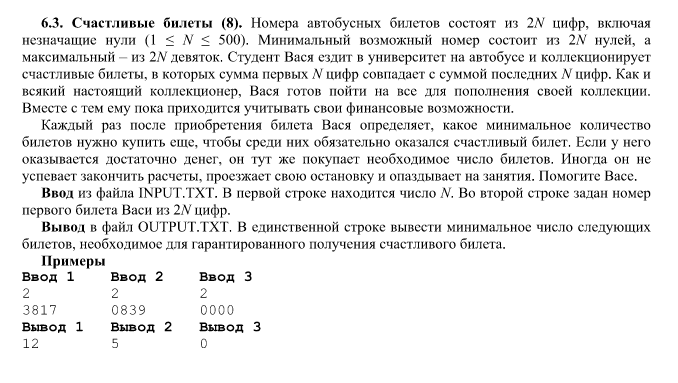 6.3. Счастливые билеты (8). Номера автобусных билетов состоят из 2N цифр, включая
незначащие нули (1 ≤ N ≤ 500). Минимальный возможный номер состоит из 2N нулей, а
максимальный – из 2N девяток. Студент Вася ездит в университет на автобусе и коллекционирует
счастливые билеты, в которых сумма первых N цифр совпадает с суммой последних N цифр. Как и
всякий настоящий коллекционер, Вася готов пойти на все для пополнения своей коллекции.
Вместе с тем ему пока приходится учитывать свои финансовые возможности.
Каждый раз после приобретения билета Вася определяет, какое минимальное количество
билетов нужно купить еще, чтобы среди них обязательно оказался счастливый билет. Если у него
оказывается достаточно денег, он тут же покупает необходимое число билетов. Иногда он не
успевает закончить расчеты, проезжает свою остановку и опаздывает на занятия. Помогите Васе.
Ввод из файла INPUT.TXT. В первой строке находится число N. Во второй строке задан номер
первого билета Васи из 2N цифр.
Вывод в файл OUTPUT.TXT. В единственной строке вывести минимальное число следующих
билетов, необходимое для гарантированного получения счастливого билета.
Примеры
Ввод 1 Ввод 2 Ввод 3
2 2 2
3817 0839 0000
Вывод 1 Вывод 2 Вывод 3
12 5 0